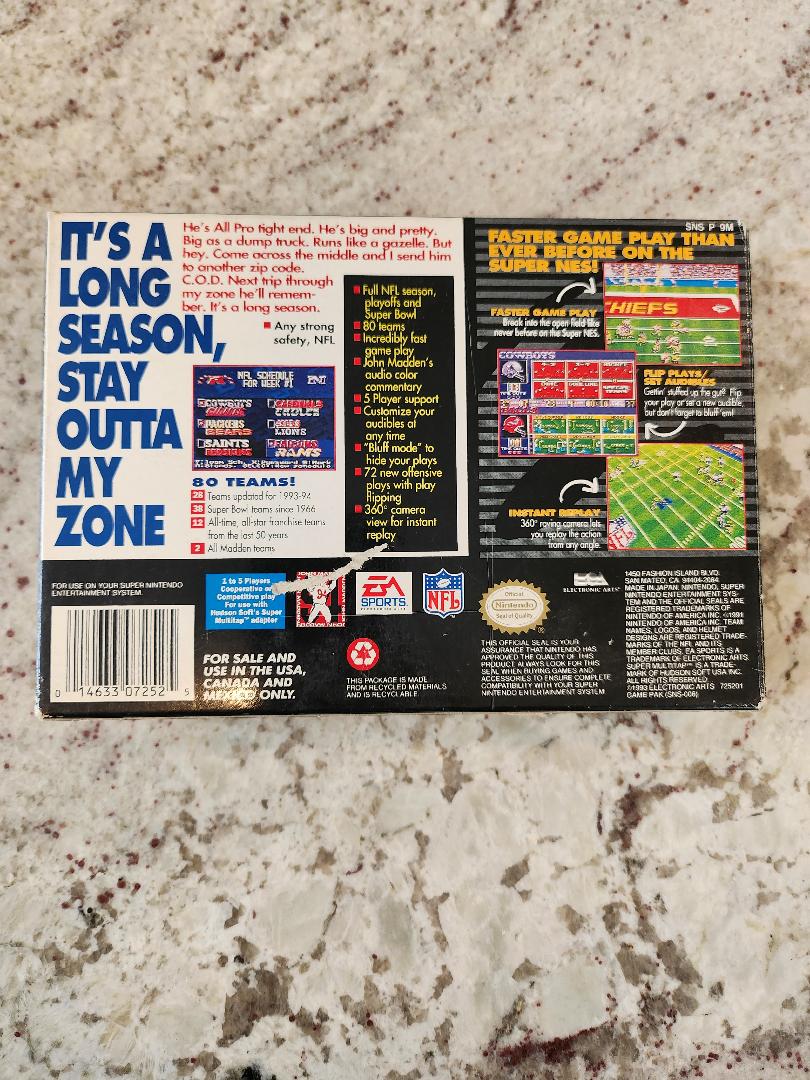 IT'S A
LONG
SEASON,
STAY
OUTTA
MY
ZONE
He's All Pro tight end. He's big and pretty.
Big as a dump truck. Runs like a gazelle. But
hey. Come across the middle and I send him
to another zip code.
C.O.D. Next trip through
my zone he'll remem-
ber. It's a long season.
■ Any strong
safety, NFL
NFL SCHEDULE
FOR WEEK #1
COWBOYS
PACKERS
BEARS
SAINTS
LIONS
RAMS
80 TEAMS!
28 Teams updated for 1993-94
38 Super Bowl teams since 1966
12 All-time, all-star franchise teams
from the last 50 years
2 All Madden teams
■ Full NFL season,
playoffs and
Super Bowl
■ 80 teams
■ Incredibly fast
game play
■ John Madden's
audio color
commentary
■ 5 Player support
■ Customize your
audibles at
any time
■ "Bluff mode" to
hide your plays
■ 72 new offensive
plays with play
flipping
■ 360° camera
view for instant
replay
SNS P 9M
FASTER GAME PLAY THAN
EVER BEFORE ON THE
SUPER NES!
CHIEFS
FASTER GAME PLAY
Break into the open field like
never before on the Super NES.
COWBOYS
FLIP PLAYS/
SET AUDIBLES
Gettin' stuffed up the gut? Flip
your play or set a new audible
but don't forget to bluff 'em!
INSTANT REPLAY
360° roving camera lets
you replay the action
from any angle.
NFL
FOR USE ON YOUR SUPER NINTENDO
ENTERTAINMENT SYSTEM.
0 14633 07252 5
1 to 5 Players
Cooperative or
Competitive play
For use with
Hudson Soft's Super
Multitap adapter
94
EA
SPORTS
NFL
FOR SALE AND
USE IN THE USA,
CANADA AND
MEXICO ONLY.
THIS PACKAGE IS MADE
FROM RECYCLED MATERIALS
AND IS RECYCLABLE.
Official
Nintendo
Seal of Quality
®
THIS OFFICIAL SEAL IS YOUR
ASSURANCE THAT NINTENDO HAS
APPROVED THE QUALITY OF THIS
PRODUCT. ALWAYS LOOK FOR THIS
SEAL WHEN BUYING GAMES AND
ACCESSORIES TO ENSURE COMPLETE
COMPATIBILITY WITH YOUR SUPER
NINTENDO ENTERTAINMENT SYSTEM.
ELECTRONIC ARTS®
1450 FASHION ISLAND BLVD.
SAN MATEO, CA 94404-2064
MADE IN JAPAN. NINTENDO, SUPER
NINTENDO ENTERTAINMENT SYS-
TEM AND THE OFFICIAL SEALS ARE
REGISTERED TRADEMARKS OF
NINTENDO OF AMERICA INC. ©1991
NINTENDO OF AMERICA INC. TEAM
NAMES, LOGOS, AND HELMET
DESIGNS ARE REGISTERED TRADE-
MARKS OF THE NFL AND ITS
MEMBER CLUBS. EA SPORTS IS A
TRADEMARK OF ELECTRONIC ARTS.
SUPER MULTITAP™ IS A TRADE-
MARK OF HUDSON SOFT USA INC.
ALL RIGHTS RESERVED.
©1993 ELECTRONIC ARTS 725201
GAME PAK (SNS-006)